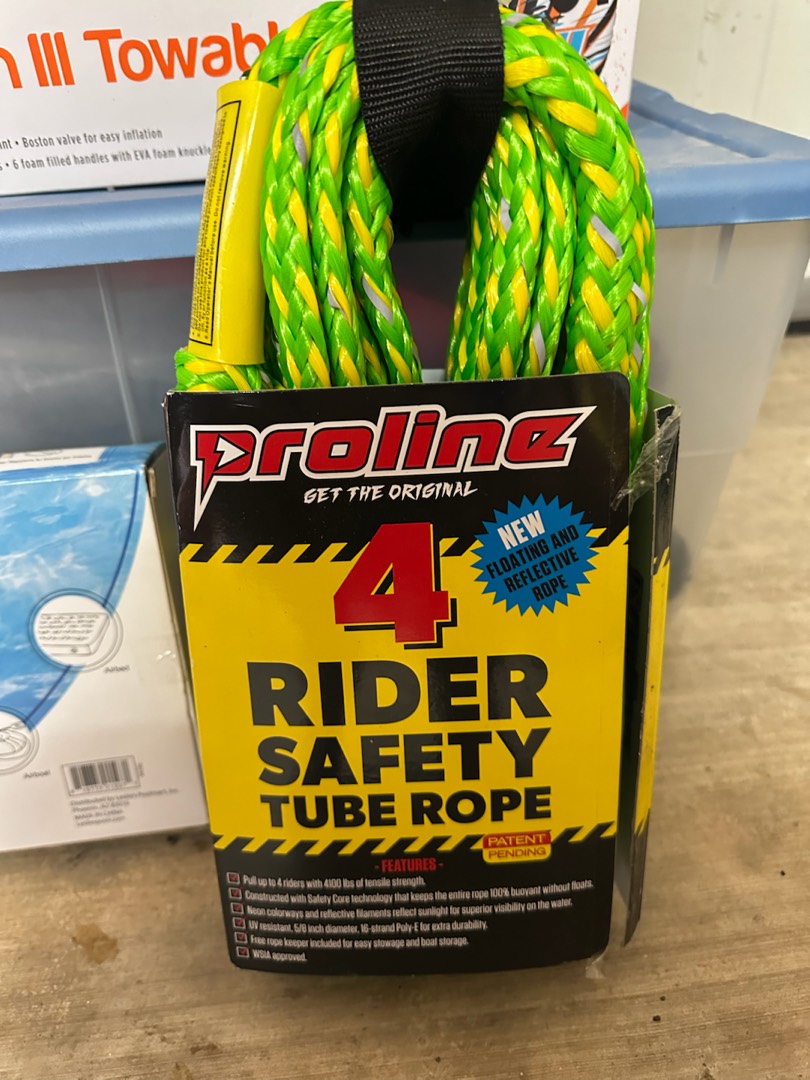 III Towabl
• Boston valve for easy inflation
• 6 foam filled handles with EVA foam knuckle
proline
GET THE ORIGINAL
NEW
FLOATING AND
REFLECTIVE
ROPE
4
RIDER
SAFETY
TUBE ROPE
PATENT
PENDING
- FEATURES -
Pull up to 4 riders with 4100 lbs of tensile strength.
Constructed with Safety Core technology that keeps the entire rope 100% buoyant without floats.
Neon colorways and reflective filaments reflect sunlight for superior visibility on the water.
UV resistant, 5/8 inch diameter, 16-strand Poly-E for extra durability.
Free rope keeper included for easy stowage and boat storage.
WSIA approved.